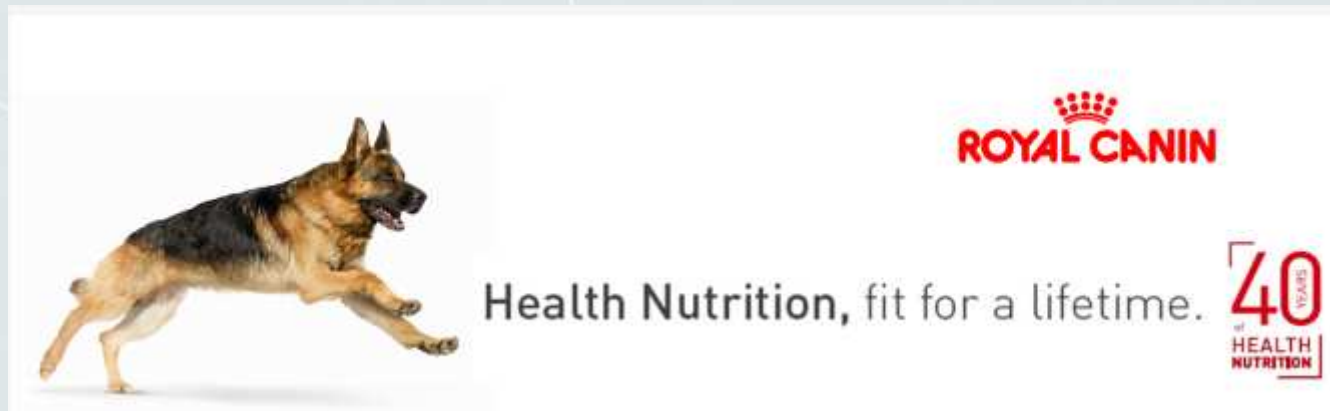 ROYAL CANIN
Health Nutrition, fit for a lifetime.
40
YEARS
of
HEALTH
NUTRITION